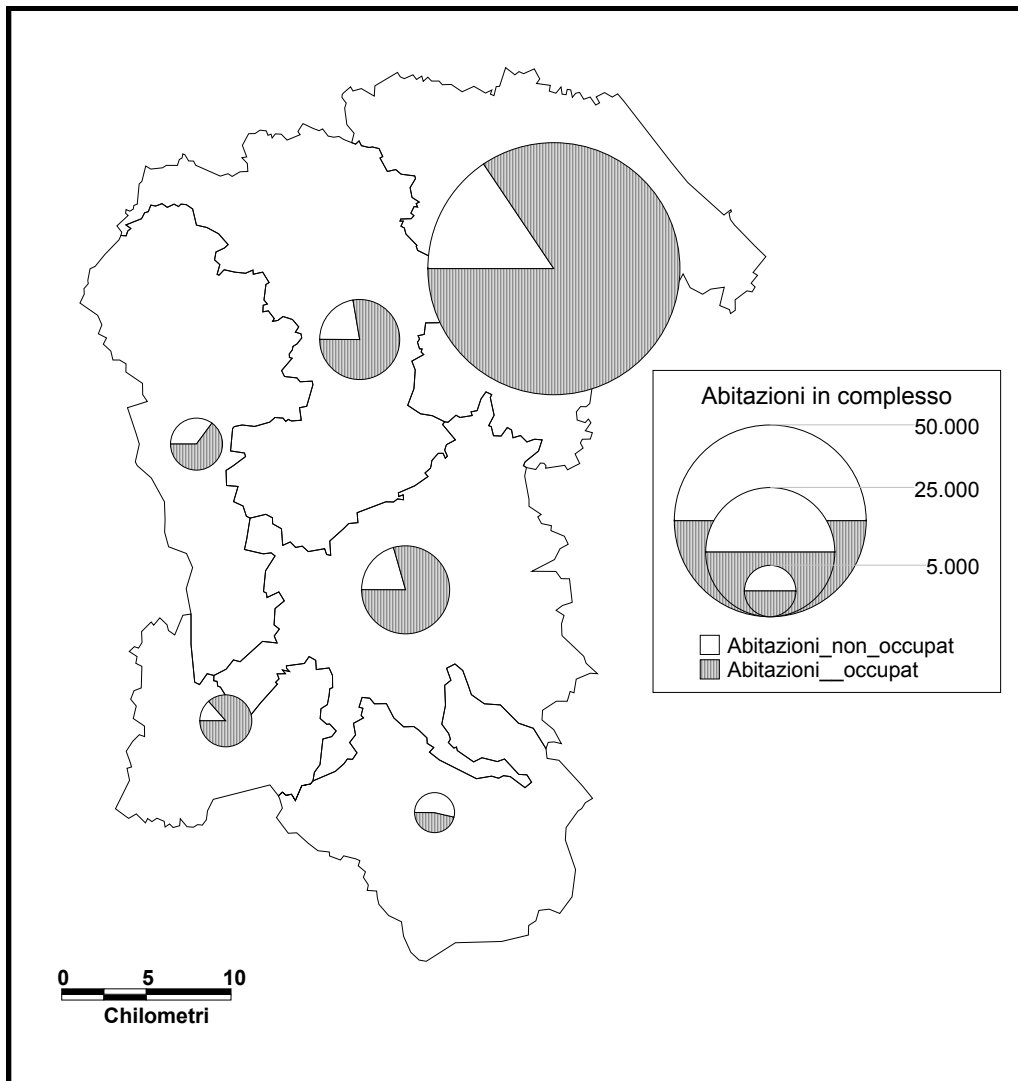 Abitazioni in complesso
50.000
25.000
5.000
Abitazioni_non_occupat
Abitazioni__occupat
0 5 10
Chilometri